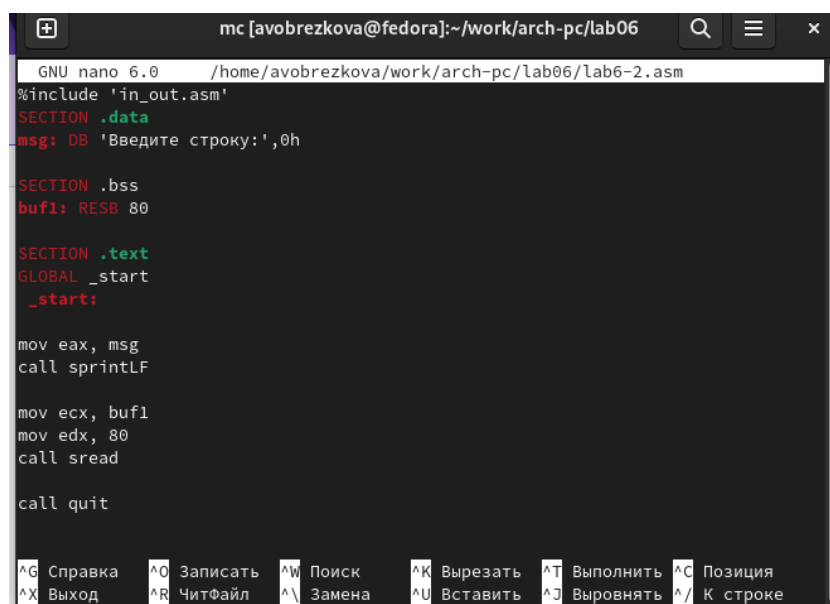 mc [avobrezkova@fedora]:~/work/arch-pc/lab06
GNU nano 6.0 /home/avobrezkova/work/arch-pc/lab06/lab6-2.asm
%include 'in_out.asm'
SECTION .data
msg: DB 'Введите строку:',0h
SECTION .bss
buf1: RESB 80
SECTION .text
GLOBAL _start
_start:
mov eax, msg
call sprintLF
mov ecx, buf1
mov edx, 80
call sread
call quit
^G Справка ^O Записать ^W Поиск ^K Вырезать ^T Выполнить ^C Позиция
^X Выход ^R ЧитФайл ^\ Замена ^U Вставить ^J Выровнять ^/ К строке